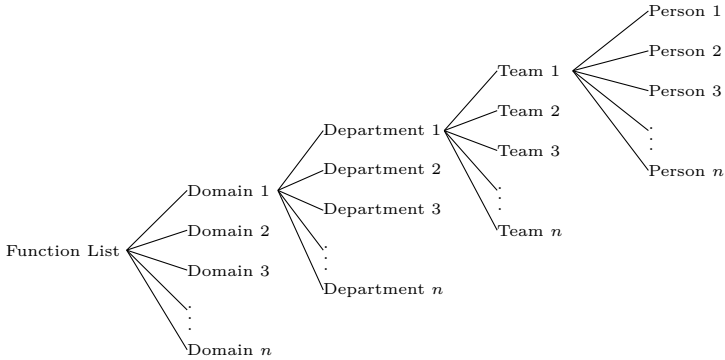 Function List
Domain 1
Domain 2
Domain 3
⋮
Domain n
Department 1
Department 2
Department 3
⋮
Department n
Team 1
Team 2
Team 3
⋮
Team n
Person 1
Person 2
Person 3
⋮
Person n